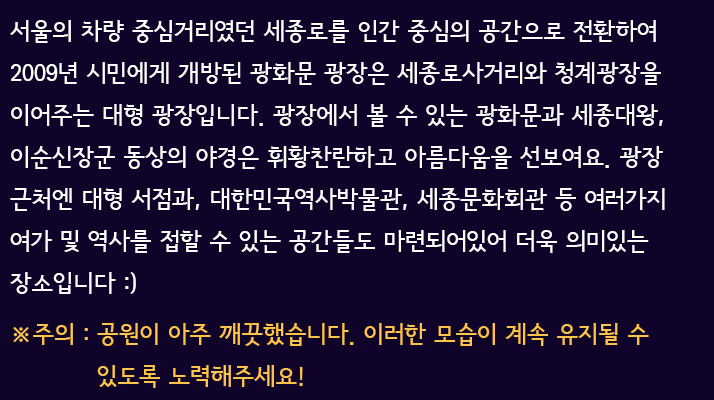 서울의 차량 중심거리였던 세종로를 인간 중심의 공간으로 전환하여
2009년 시민에게 개방된 광화문 광장은 세종로사거리와 청계광장을
이어주는 대형 광장입니다. 광장에서 볼 수 있는 광화문과 세종대왕,
이순신장군 동상의 야경은 휘황찬란하고 아름다움을 선보여요. 광장
근처엔 대형 서점과, 대한민국역사박물관, 세종문화회관 등 여러가지
여가 및 역사를 접할 수 있는 공간들도 마련되어있어 더욱 의미있는
장소입니다 :)
※주의 : 공원이 아주 깨끗했습니다. 이러한 모습이 계속 유지될 수
있도록 노력해주세요!